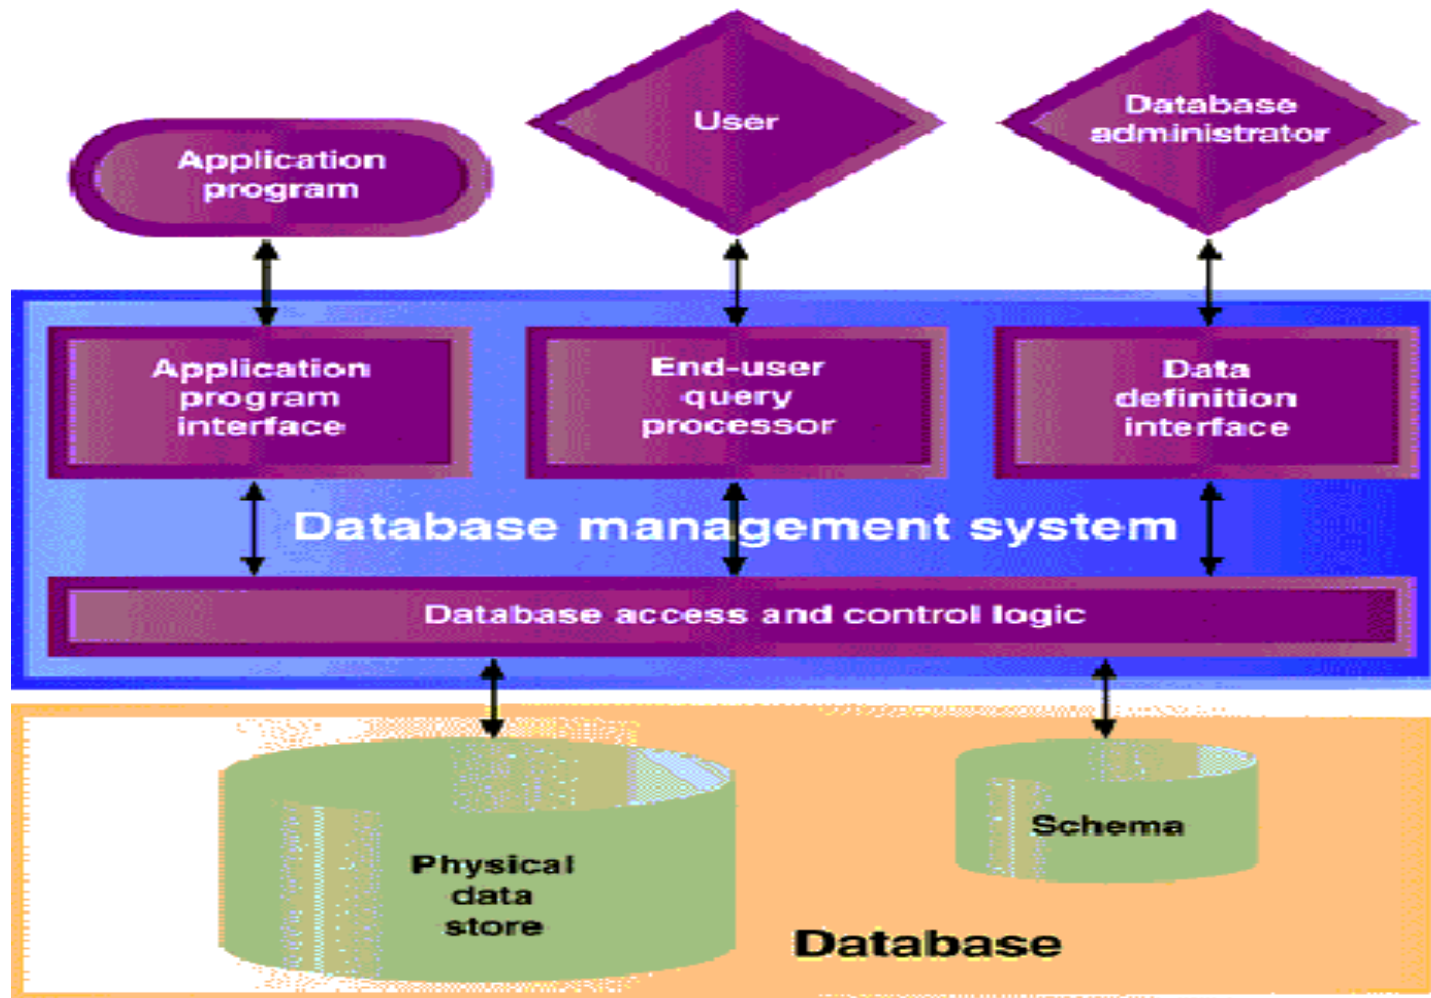 User
Database
administrator
Application
program
Application
program
interface
End-user
query
processor
Data
definition
interface
Database management system
Database access and control logic
Physical
data
store
Schema
Database